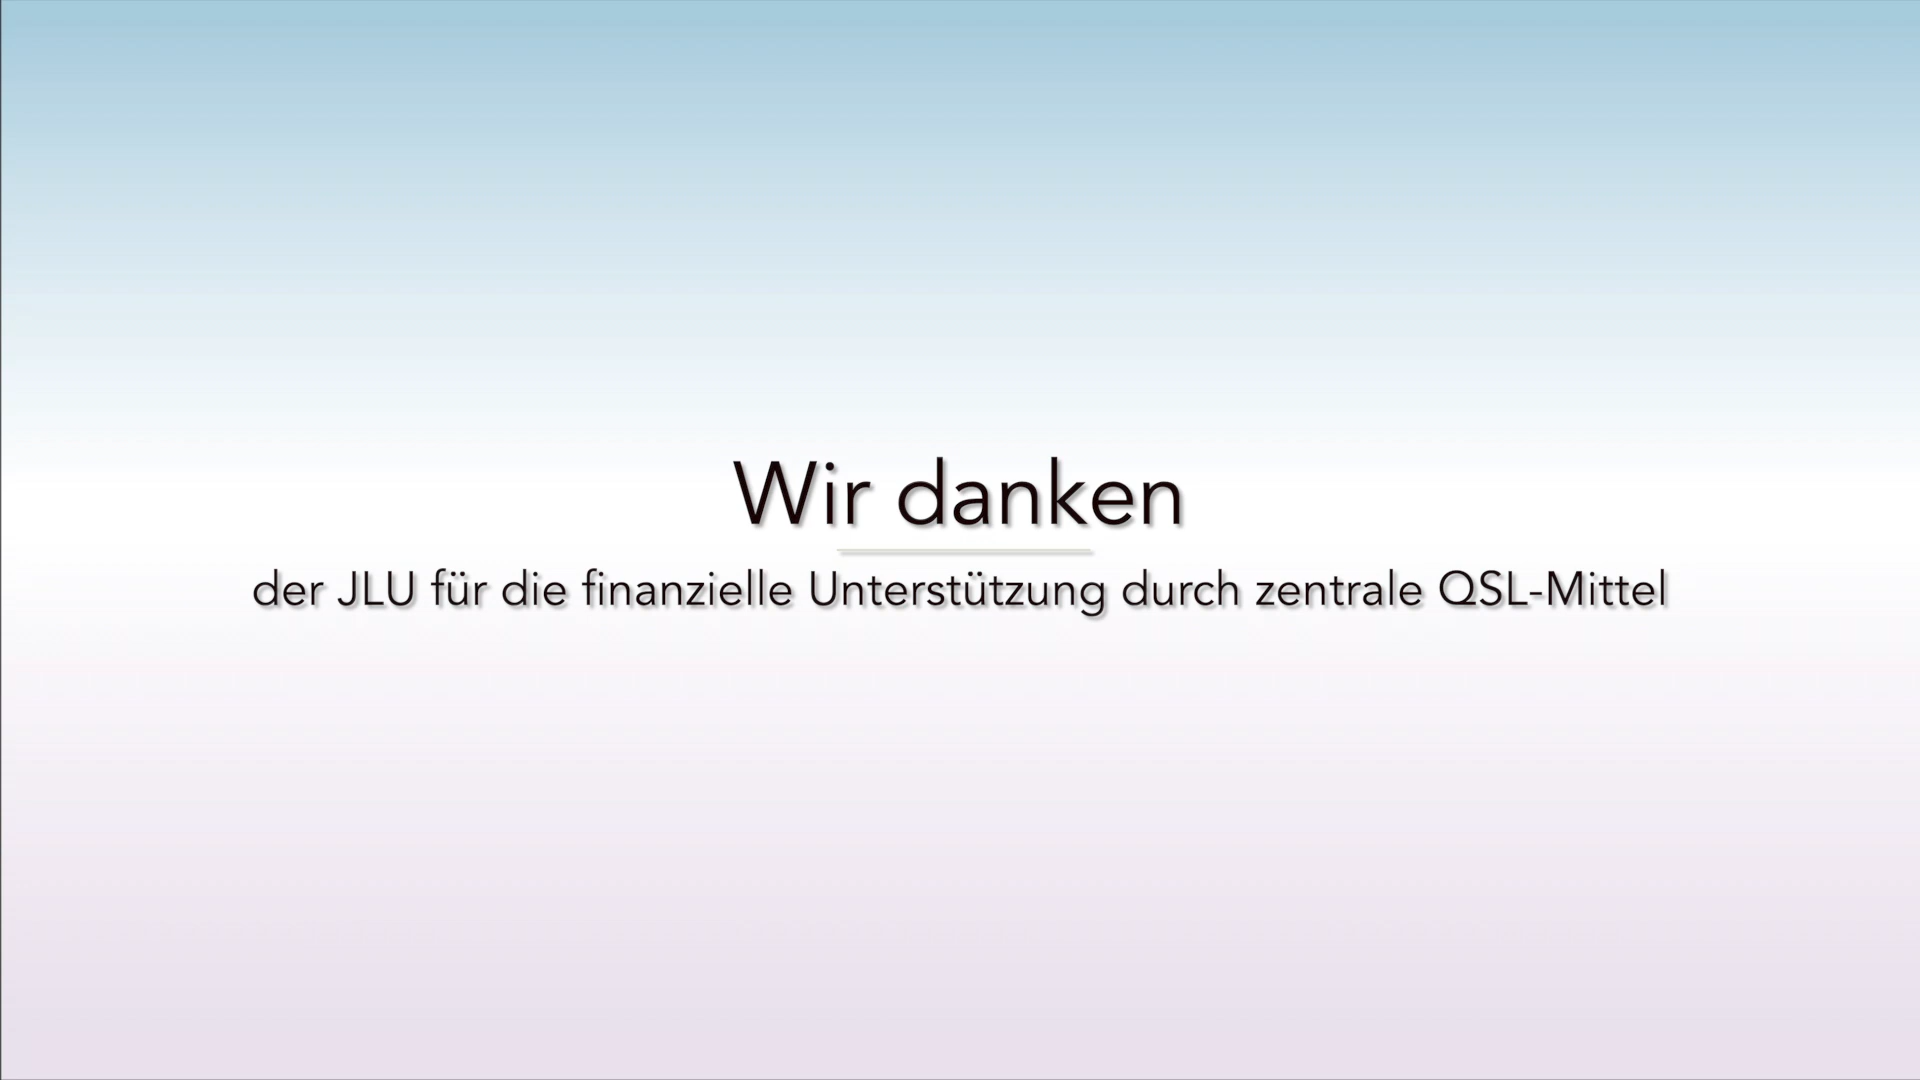 Wir danken
der JLU für die finanzielle Unterstützung durch zentrale QSL-Mittel